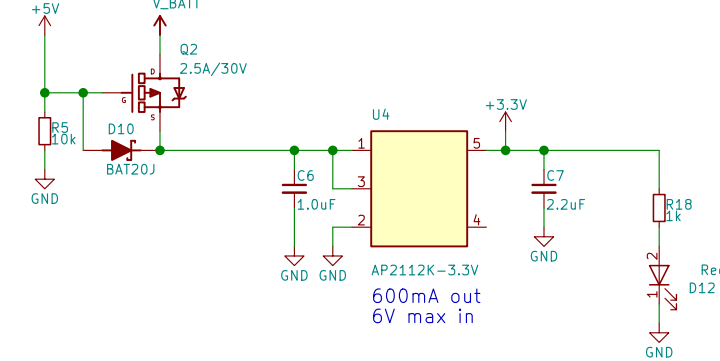 +5V
V_BATT
Q2
2.5A/30V
D
G
S
R5
10k
D10
BAT20J
GND
U4
1
3
2
5
4
C6
1.0uF
GND
GND
AP2112K-3.3V
600mA out
6V max in
+3.3V
C7
2.2uF
GND
R18
1k
2
1
D12
GND